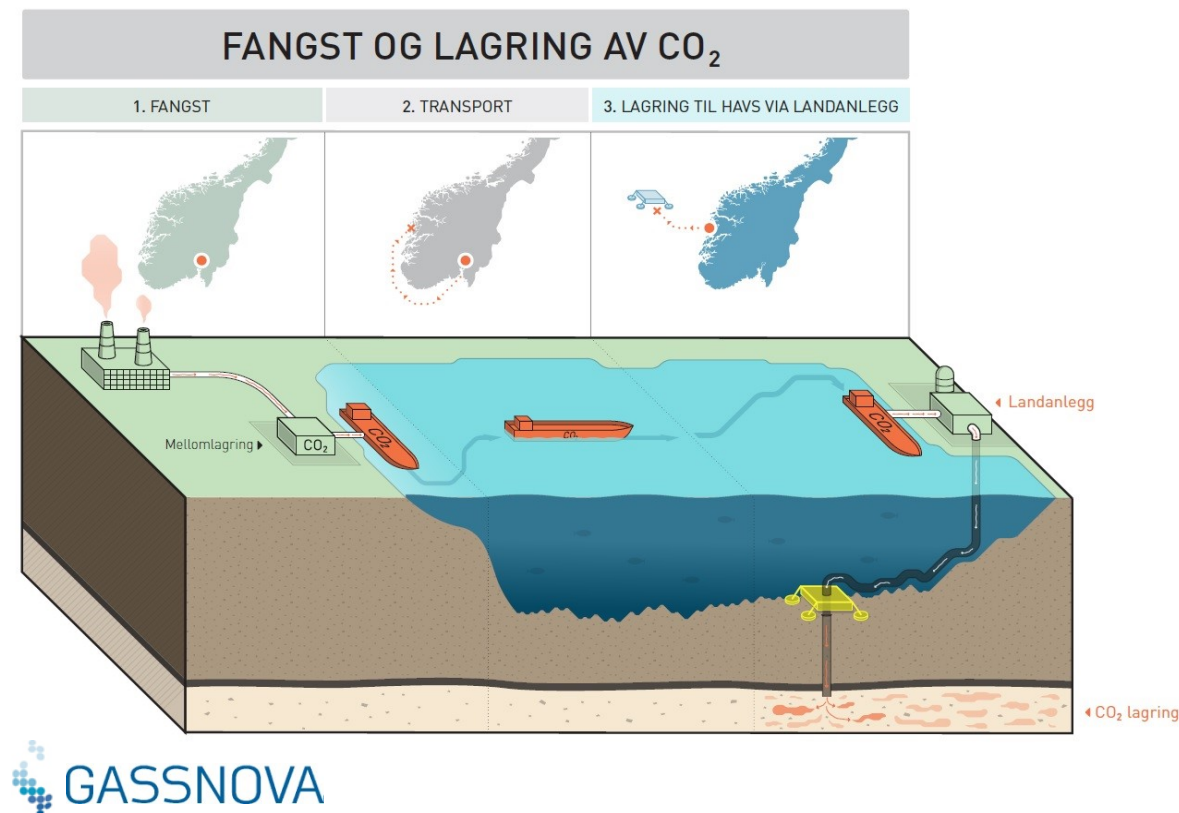 FANGST OG LAGRING AV CO₂
1. FANGST
2. TRANSPORT
3. LAGRING TIL HAVS VIA LANDANLEGG
Landanlegg
Mellomlagring
CO₂
CO₂
CO₂
CO₂
CO₂ lagring
GASSNOVA